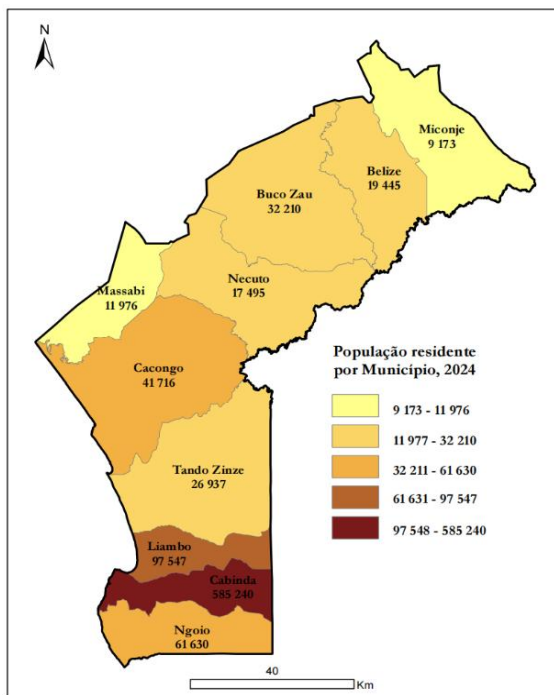 N
Miconje
9 173
Belize
19 445
Buco Zau
32 210
Necuto
17 495
Massabi
11 976
Cacongo
41 716
Tando Zinze
26 937
Liambo
97 547
Cabinda
585 240
Ngoio
61 630
População residente
por Município, 2024
9 173 - 11 976
11 977 - 32 210
32 211 - 61 630
61 631 - 97 547
97 548 - 585 240
40
Km